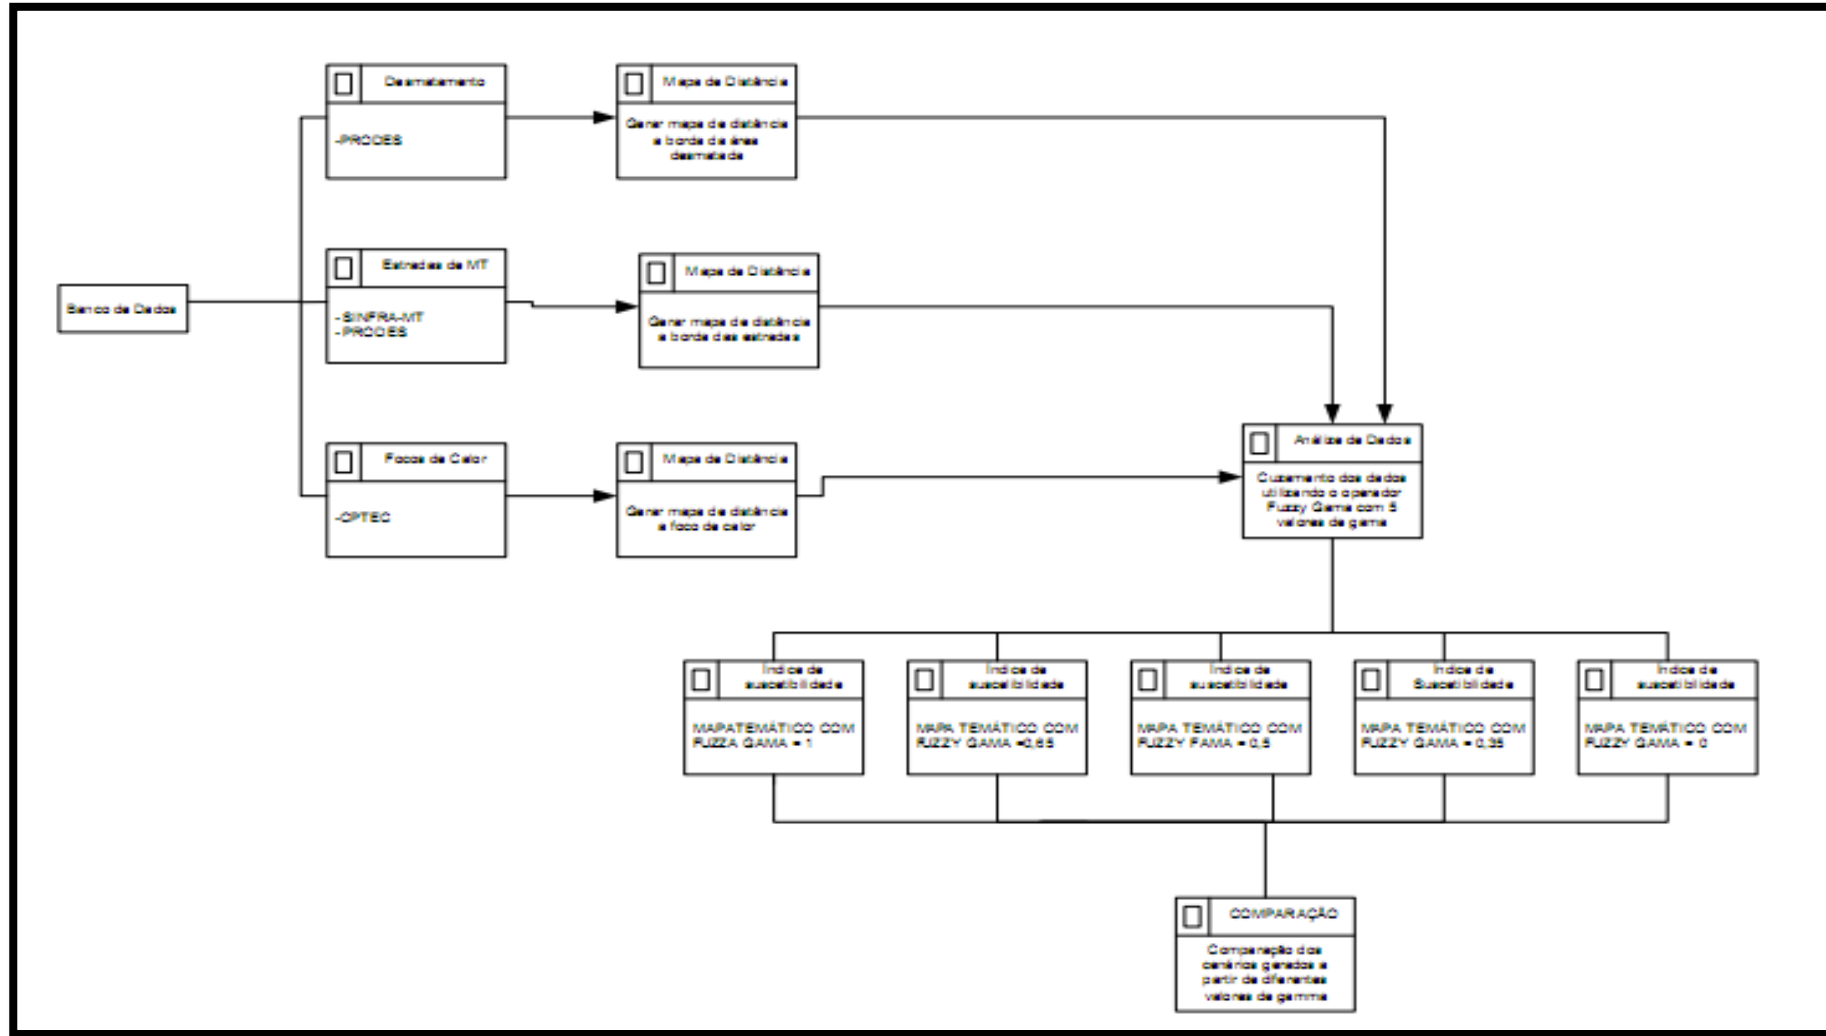 Desmatamento
-PRODES
Mapa de Distância
Gerar mapa de distância
a borda da área
desmatada
Banco de Dados
Estradas de MT
-SINFRA-MT
-PRODES
Mapa de Distância
Gerar mapa de distância
a borda das estradas
Focos de Calor
-CPTEC
Mapa de Distância
Gerar mapa de distância
a foco de calor
Análize de Dados
Cuzamento dos dados
utilizando o operador
Fuzzy Gama com 5
valores de gama
Índice de
suscetibilidade
MAPATEMÁTICO COM
FUZZA GAMA = 1
Índice de
suscetibilidade
MAPA TEMÁTICO COM
FUZZY GAMA =0,65
Índice de
suscetibilidade
MAPA TEMÁTICO COM
FUZZY FAMA = 0,5
Índice de
Suscetiblidade
MAPA TEMÁTICO COM
FUZZY GAMA = 0,35
Índice de
suscetiblidade
MAPA TEMÁTICO COM
FUZZY GAMA = 0
COMPARAÇÃO
Comparação dos
cenários gerados a
partir de diferentes
valores de gamma